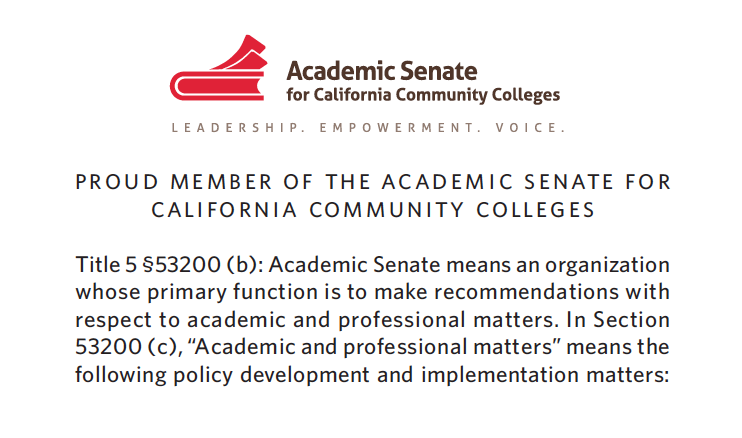 Academic Senate
for California Community Colleges
LEADERSHIP. EMPOWERMENT. VOICE.
PROUD MEMBER OF THE ACADEMIC SENATE FOR
CALIFORNIA COMMUNITY COLLEGES
Title 5 §53200 (b): Academic Senate means an organization
whose primary function is to make recommendations with
respect to academic and professional matters. In Section
53200 (c), “Academic and professional matters” means the
following policy development and implementation matters: